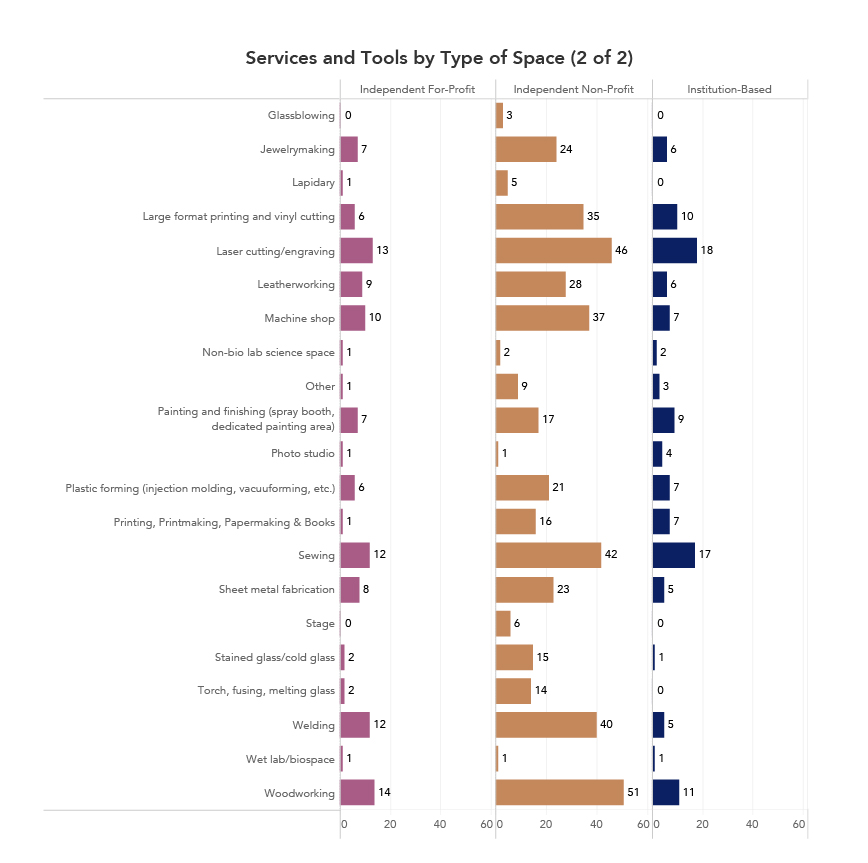 Services and Tools by Type of Space (2 of 2)
Independent For-Profit Independent Non-Profit Institution-Based
Glassblowing 0 3 0
Jewelrymaking 7 24 6
Lapidary 1 5 0
Large format printing and vinyl cutting 6 35 10
Laser cutting/engraving 13 46 18
Leatherworking 9 28 6
Machine shop 10 37 7
Non-bio lab science space 1 2 2
Other 1 9 3
Painting and finishing (spray booth,
dedicated painting area) 7 17 9
Photo studio 1 1 4
Plastic forming (injection molding, vacuuforming, etc.) 6 21 7
Printing, Printmaking, Papermaking & Books 1 16 7
Sewing 12 42 17
Sheet metal fabrication 8 23 5
Stage 0 6 0
Stained glass/cold glass 2 15 1
Torch, fusing, melting glass 2 14 0
Welding 12 40 5
Wet lab/biospace 1 1 1
Woodworking 14 51 11
0 20 40 60 0 20 40 60 0 20 40 60